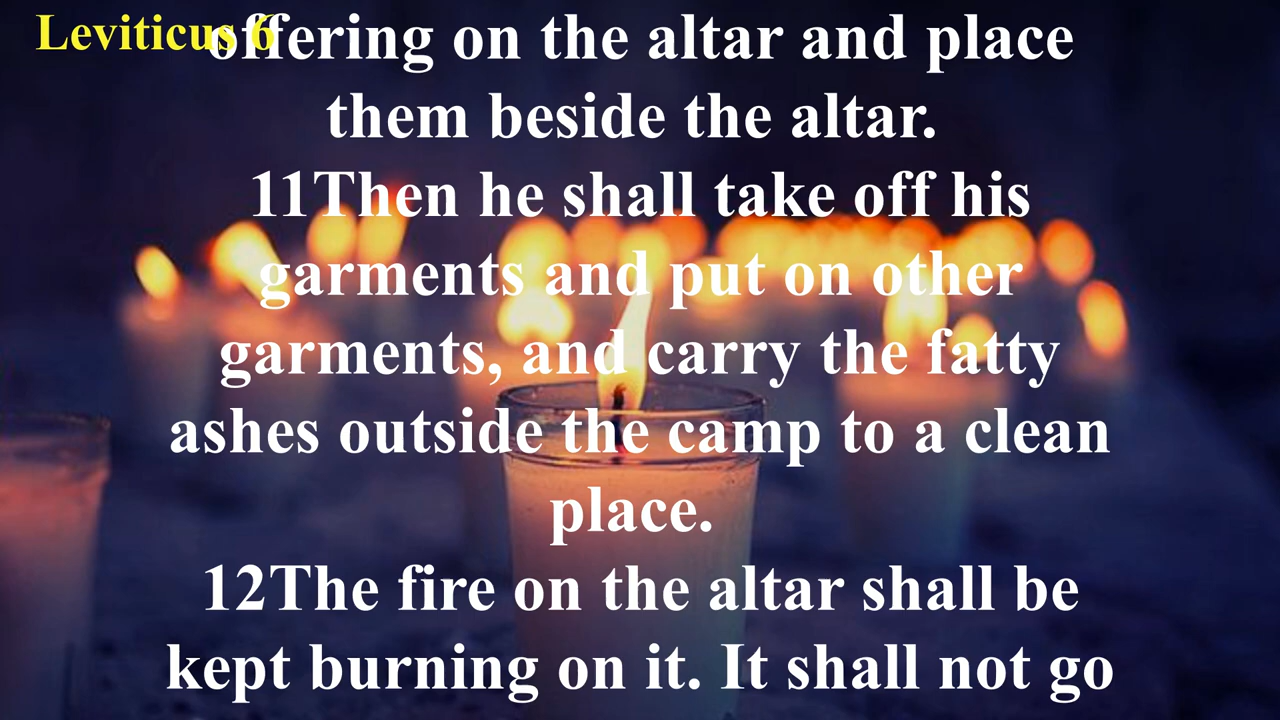 Leviticus 6
offering on the altar and place
them beside the altar.
11Then he shall take off his
garments and put on other
garments, and carry the fatty
ashes outside the camp to a clean
place.
12The fire on the altar shall be
kept burning on it. It shall not go